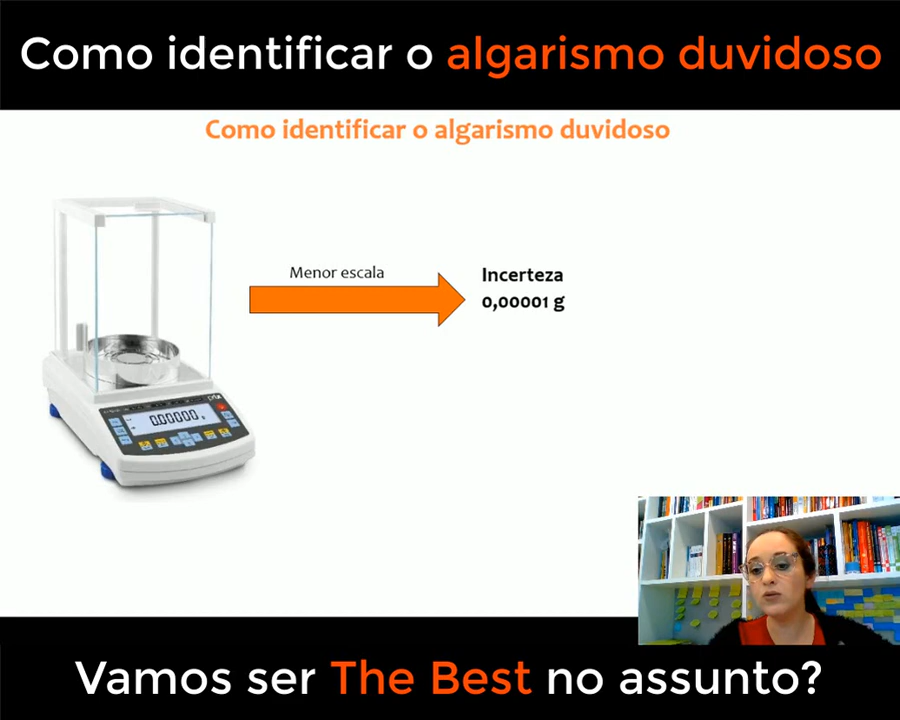 Como identificar o algarismo duvidoso
Como identificar o algarismo duvidoso
Menor escala
Incerteza
0,00001 g
0.00000 g
Vamos ser The Best no assunto?